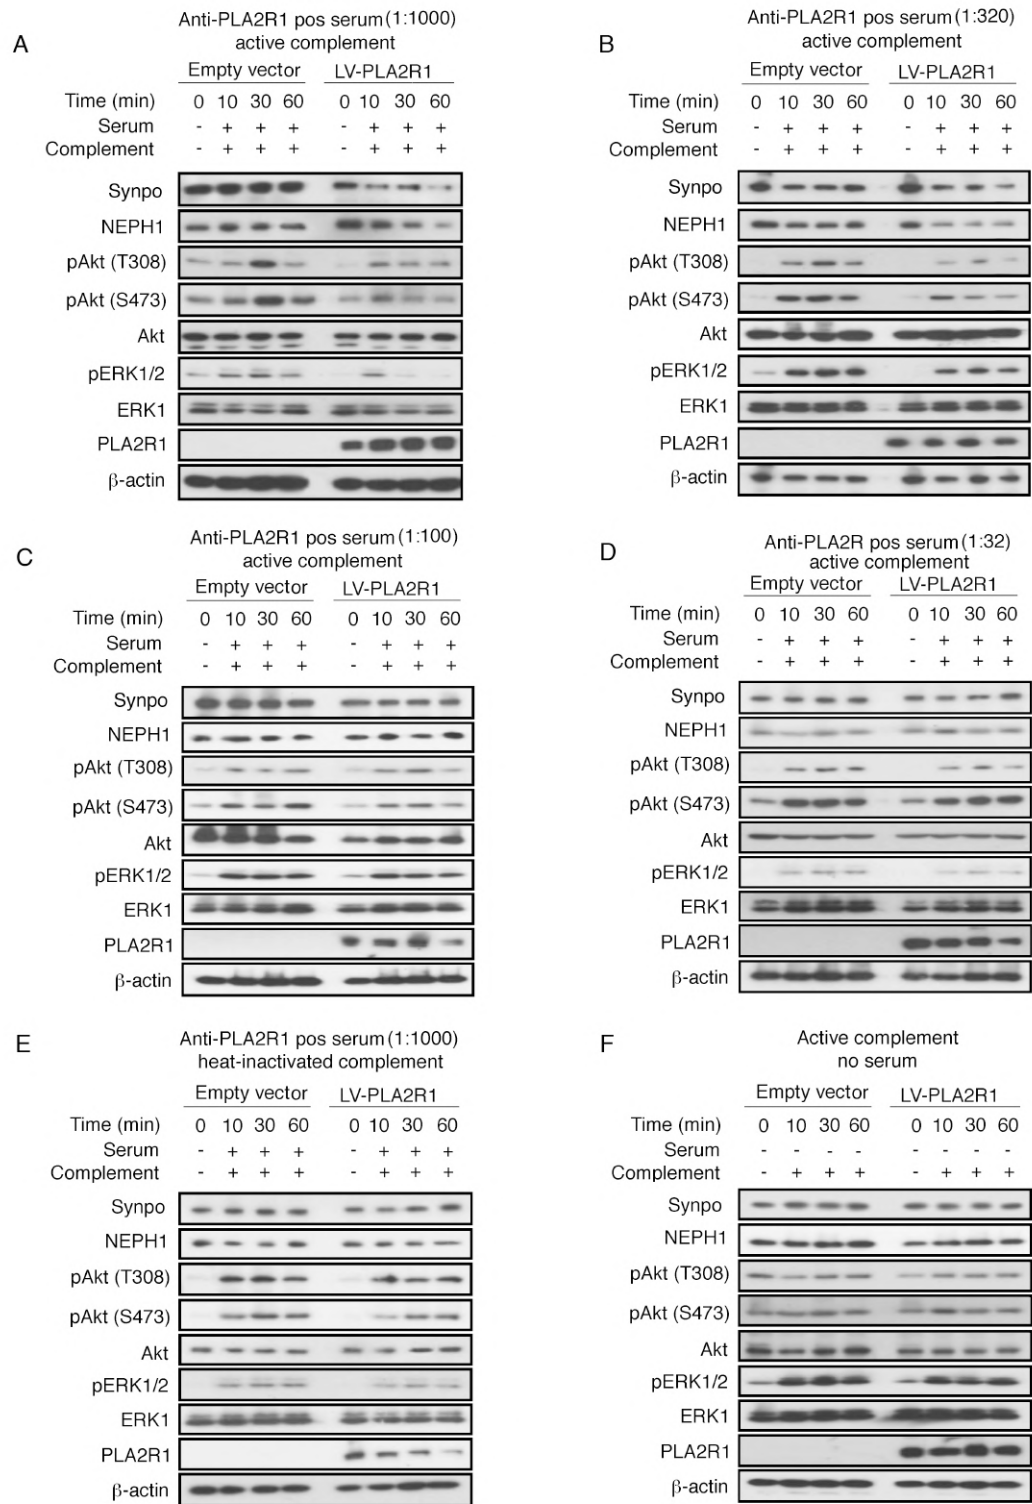 A
Anti-PLA2R1 pos serum (1:1000)
active complement
Empty vector LV-PLA2R1
Time (min) 0 10 30 60 0 10 30 60
Serum - + + + - + + +
Complement - + + + - + + +
Synpo
NEPH1
pAkt (T308)
pAkt (S473)
Akt
pERK1/2
ERK1
PLA2R1
β-actin
B
Anti-PLA2R1 pos serum (1:320)
active complement
Empty vector LV-PLA2R1
Time (min) 0 10 30 60 0 10 30 60
Serum - + + + - + + +
Complement - + + + - + + +
Synpo
NEPH1
pAkt (T308)
pAkt (S473)
Akt
pERK1/2
ERK1
PLA2R1
β-actin
C
Anti-PLA2R1 pos serum (1:100)
active complement
Empty vector LV-PLA2R1
Time (min) 0 10 30 60 0 10 30 60
Serum - + + + - + + +
Complement - + + + - + + +
Synpo
NEPH1
pAkt (T308)
pAkt (S473)
Akt
pERK1/2
ERK1
PLA2R1
β-actin
D
Anti-PLA2R pos serum (1:32)
active complement
Empty vector LV-PLA2R1
Time (min) 0 10 30 60 0 10 30 60
Serum - + + + - + + +
Complement - + + + - + + +
Synpo
NEPH1
pAkt (T308)
pAkt (S473)
Akt
pERK1/2
ERK1
PLA2R1
β-actin
E
Anti-PLA2R1 pos serum (1:1000)
heat-inactivated complement
Empty vector LV-PLA2R1
Time (min) 0 10 30 60 0 10 30 60
Serum - + + + - + + +
Complement - + + + - + + +
Synpo
NEPH1
pAkt (T308)
pAkt (S473)
Akt
pERK1/2
ERK1
PLA2R1
β-actin
F
Active complement
no serum
Empty vector LV-PLA2R1
Time (min) 0 10 30 60 0 10 30 60
Serum - - - - - - - -
Complement - + + + - + + +
Synpo
NEPH1
pAkt (T308)
pAkt (S473)
Akt
pERK1/2
ERK1
PLA2R1
β-actin